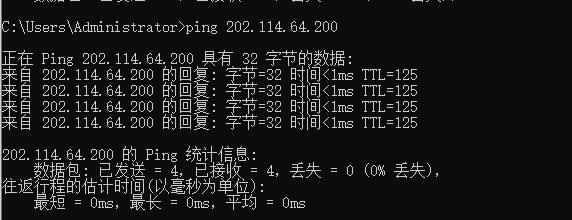 C:\Users\Administrator>ping 202.114.64.200
正在 Ping 202.114.64.200 具有 32 字节的数据:
来自 202.114.64.200 的回复: 字节=32 时间<1ms TTL=125
来自 202.114.64.200 的回复: 字节=32 时间<1ms TTL=125
来自 202.114.64.200 的回复: 字节=32 时间<1ms TTL=125
来自 202.114.64.200 的回复: 字节=32 时间<1ms TTL=125
202.114.64.200 的 Ping 统计信息:
数据包: 已发送 = 4, 已接收 = 4, 丢失 = 0 (0% 丢失),
往返行程的估计时间(以毫秒为单位):
最短 = 0ms, 最长 = 0ms, 平均 = 0ms